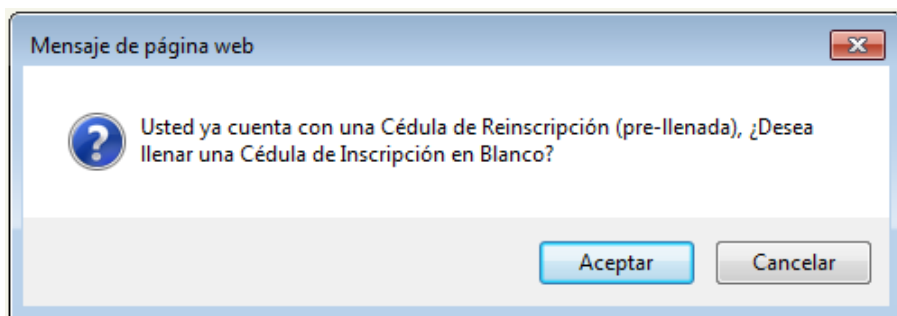 Mensaje de página web
Usted ya cuenta con una Cédula de Reinscripción (pre-llenada), ¿Desea
llenar una Cédula de Inscripción en Blanco?
Aceptar
Cancelar